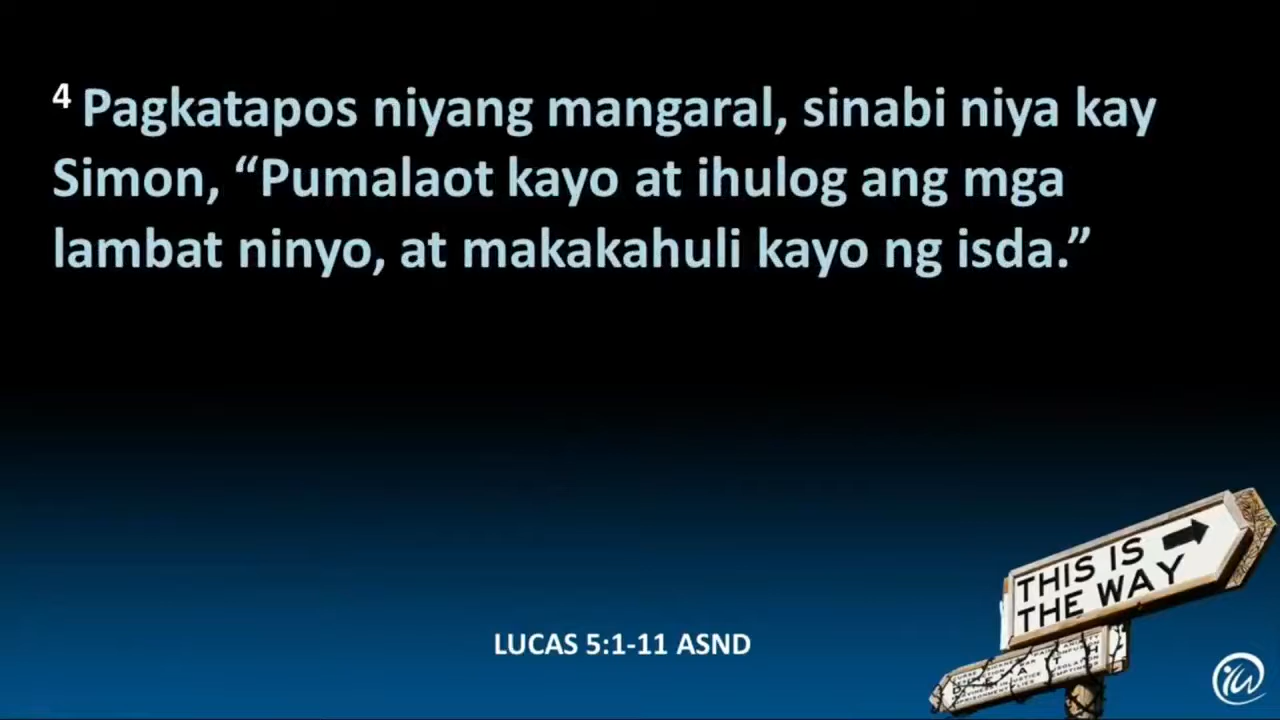 4 Pagkatapos niyang mangaral, sinabi niya kay
Simon, “Pumalaot kayo at ihulog ang mga
lambat ninyo, at makakahuli kayo ng isda.”
THIS IS
THE WAY
DEATH
LUCAS 5:1-11 ASND